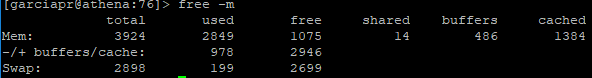 [garciapr@athena:76]> free -m
total used free shared buffers cached
Mem: 3924 2849 1075 14 486 1384
-/+ buffers/cache: 978 2946
Swap: 2898 199 2699